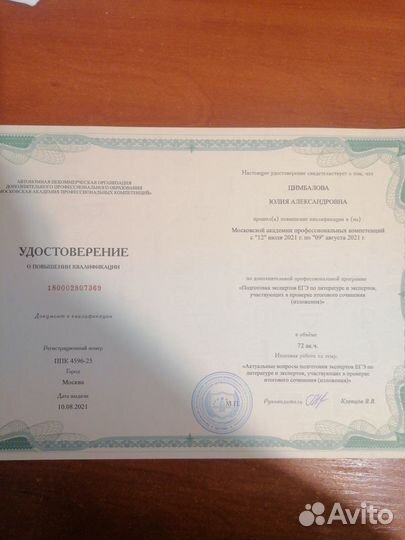 АВТОНОМНАЯ НЕКОММЕРЧЕСКАЯ ОРГАНИЗАЦИЯ
ДОПОЛНИТЕЛЬНОГО ПРОФЕССИОНАЛЬНОГО ОБРАЗОВАНИЯ
«МОСКОВСКАЯ АКАДЕМИЯ ПРОФЕССИОНАЛЬНЫХ КОМПЕТЕНЦИЙ»
УДОСТОВЕРЕНИЕ
О ПОВЫШЕНИИ КВАЛИФИКАЦИИ
180002807369
Документ о квалификации
Регистрационный номер
ППК 4596-25
Город
Москва
Дата выдачи
10.08.2021
Настоящее удостоверение свидетельствует о том, что
ЦИМБАЛОВА
ЮЛИЯ АЛЕКСАНДРОВНА
прошел(а) повышение квалификации в (на)
Московской академии профессиональных компетенций
с "12" июля 2021 г. по "09" августа 2021 г.
по дополнительной профессиональной программе
«Подготовка экспертов ЕГЭ по литературе и экспертов,
участвующих в проверке итогового сочинения
(изложения)»
в объёме
72 ак.ч.
Итоговая работа на тему:
«Актуальные вопросы подготовки экспертов ЕГЭ по
литературе и экспертов, участвующих в проверке
итогового сочинения (изложения)»
Руководитель
Клевцов В.В.
М.П.
Avito